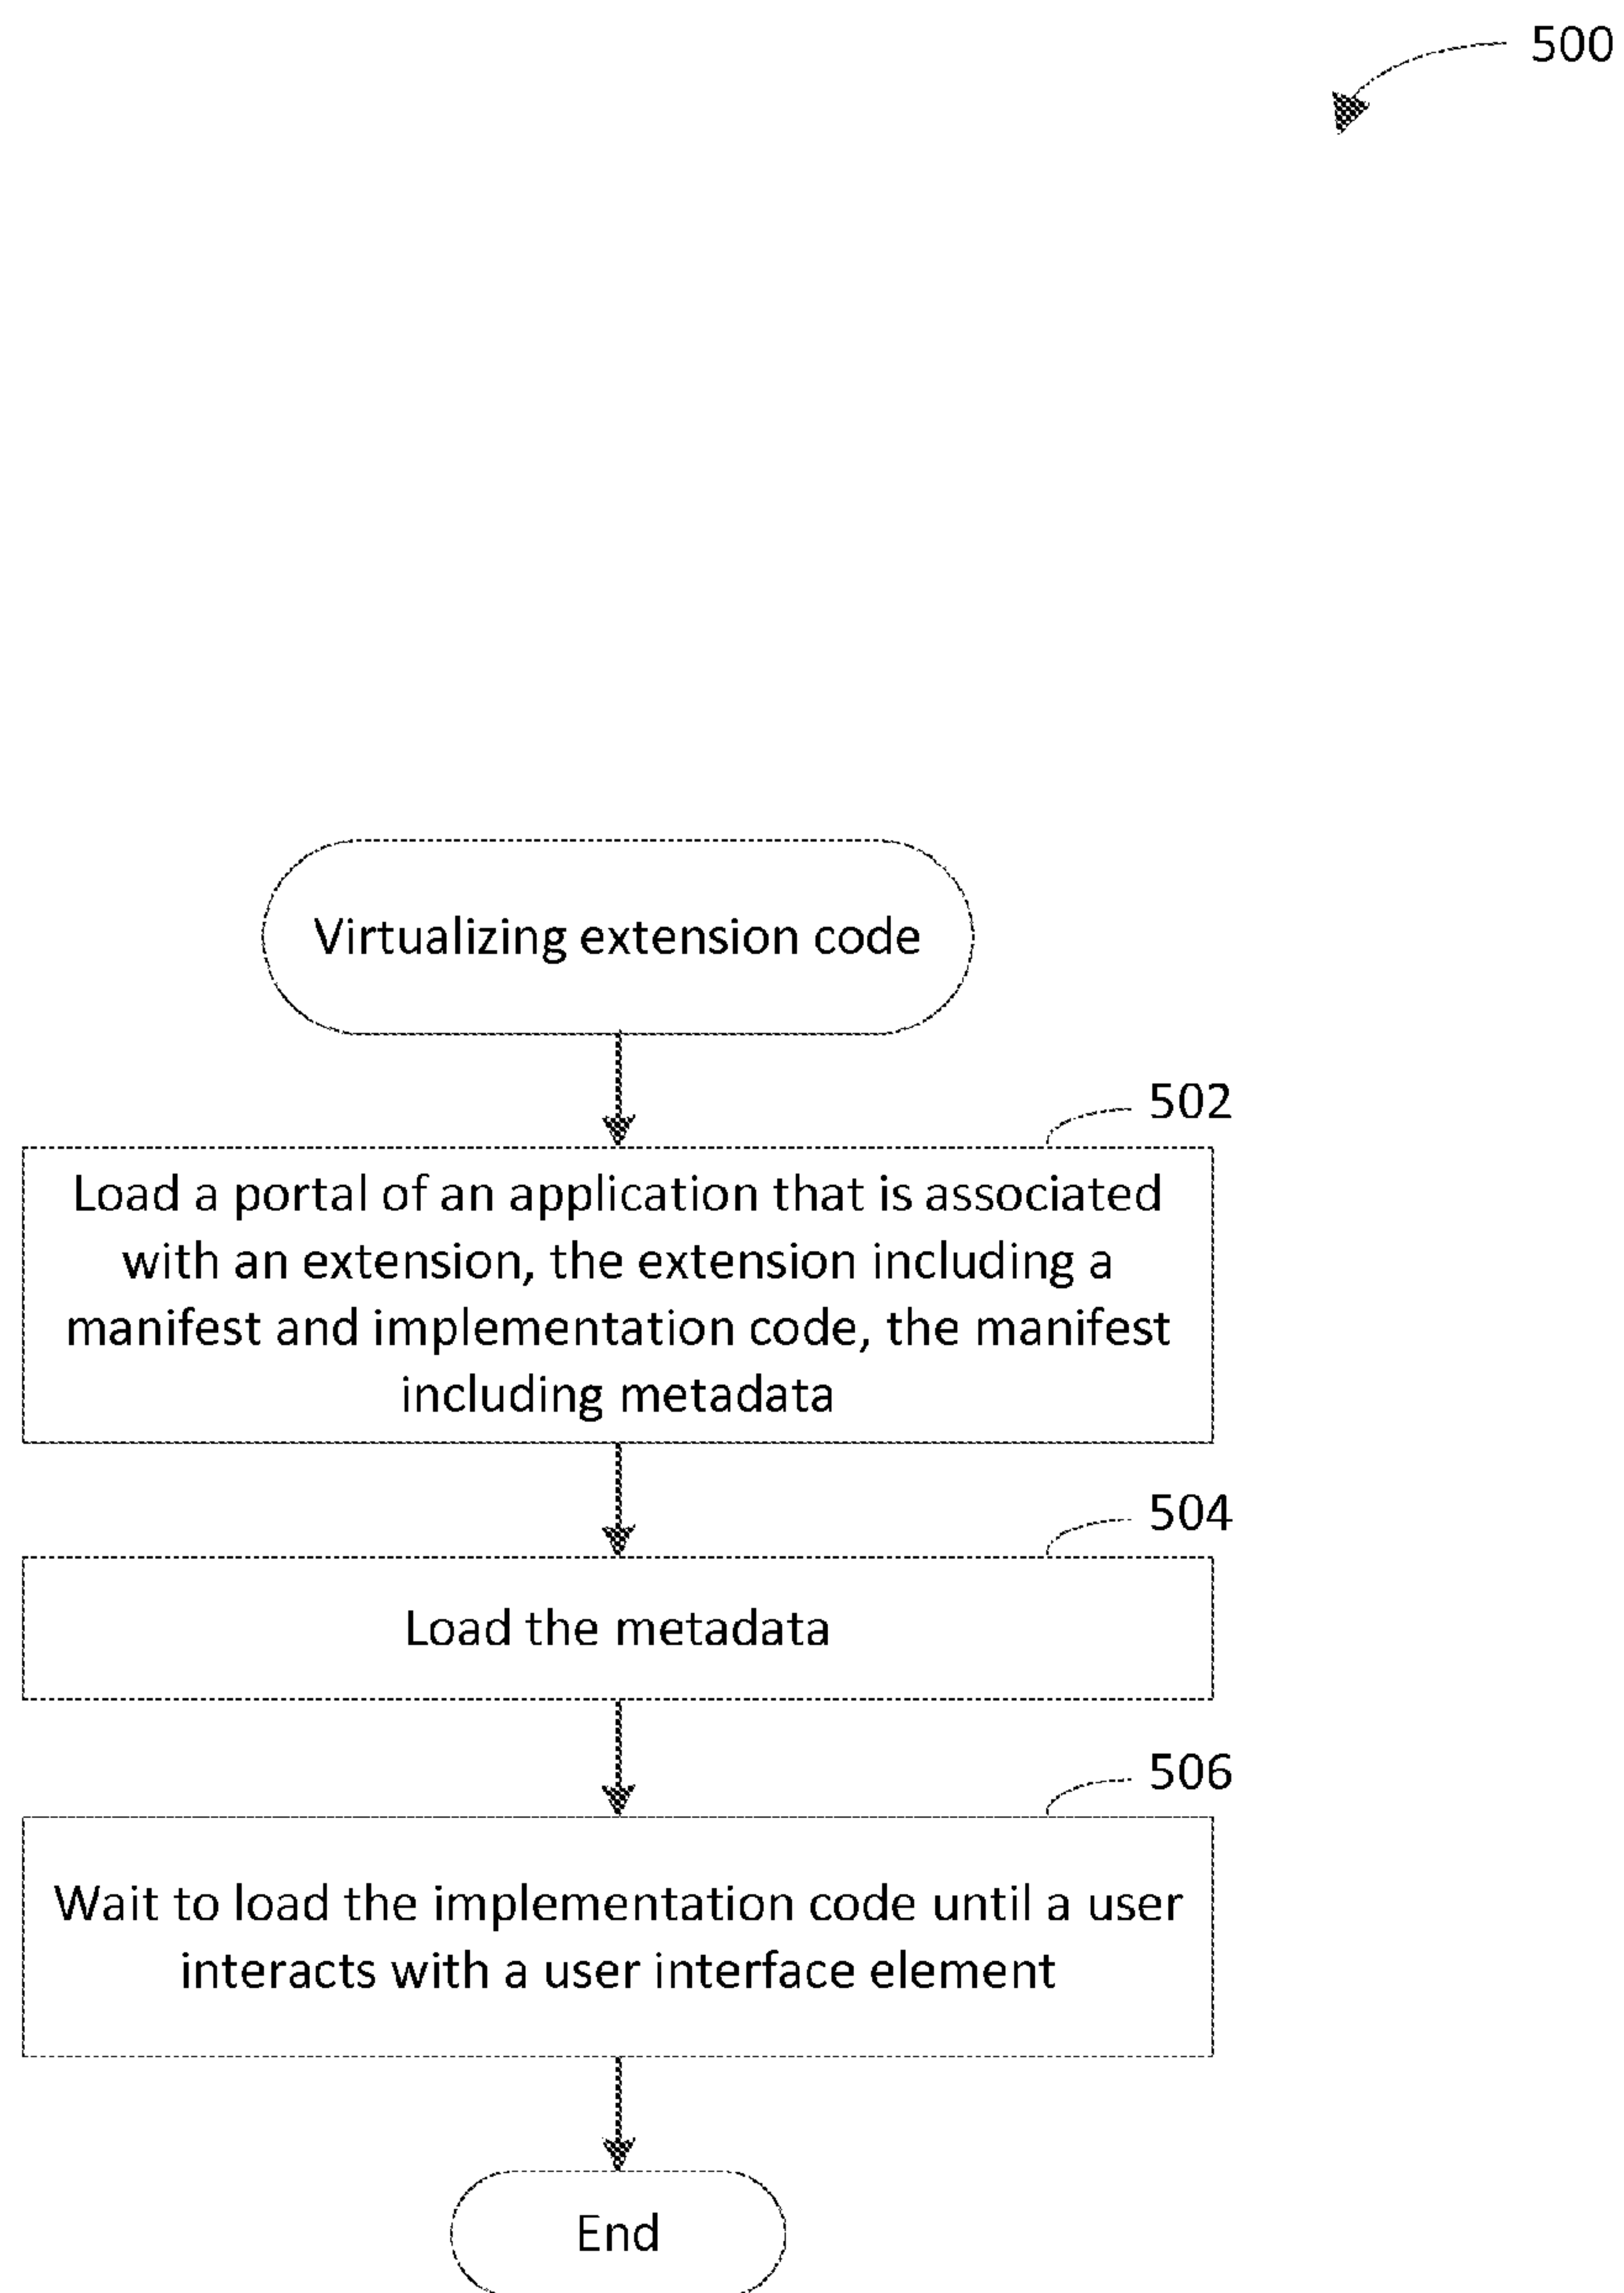 500
Virtualizing extension code
502
Load a portal of an application that is associated
with an extension, the extension including a
manifest and implementation code, the manifest
including metadata
504
Load the metadata
506
Wait to load the implementation code until a user
interacts with a user interface element
End